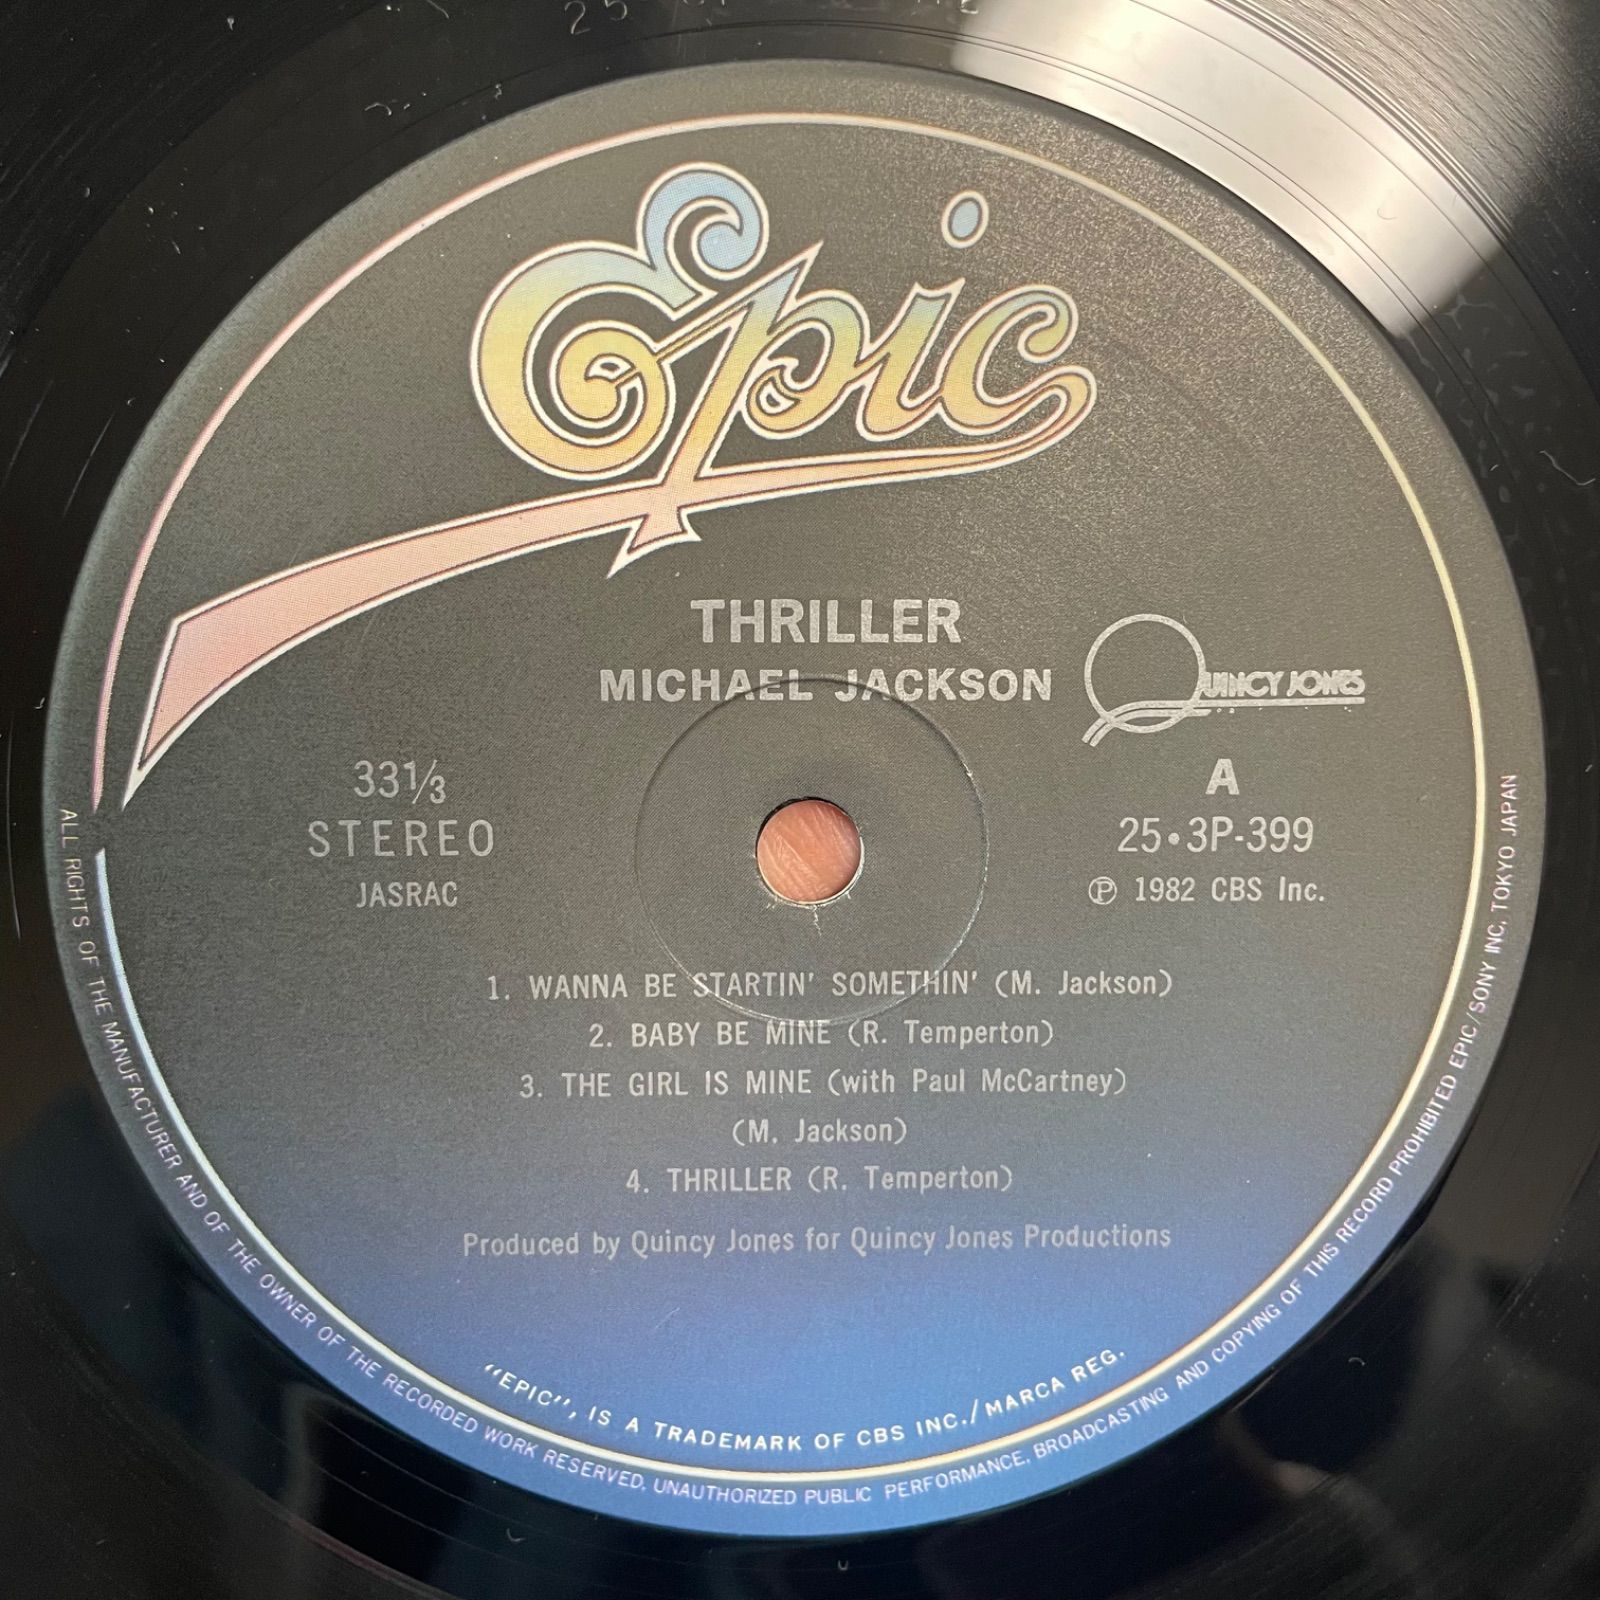 Epic
THRILLER
MICHAEL JACKSON
QUINCY JONES
33 1/3
STEREO
JASRAC
A
25・3P-399
Ⓟ 1982 CBS Inc.
1. WANNA BE STARTIN' SOMETHIN' (M. Jackson)
2. BABY BE MINE (R. Temperton)
3. THE GIRL IS MINE (with Paul McCartney)
(M. Jackson)
4. THRILLER (R. Temperton)
Produced by Quincy Jones for Quincy Jones Productions
"EPIC", IS A TRADEMARK OF CBS INC./MARCA REG.
ALL RIGHTS OF THE MANUFACTURER AND OF THE OWNER OF THE RECORDED WORK RESERVED. UNAUTHORIZED PUBLIC PERFORMANCE. BROADCASTING AND COPYING OF THIS RECORD PROHIBITED EPIC/SONY INC. TOKYO JAPAN